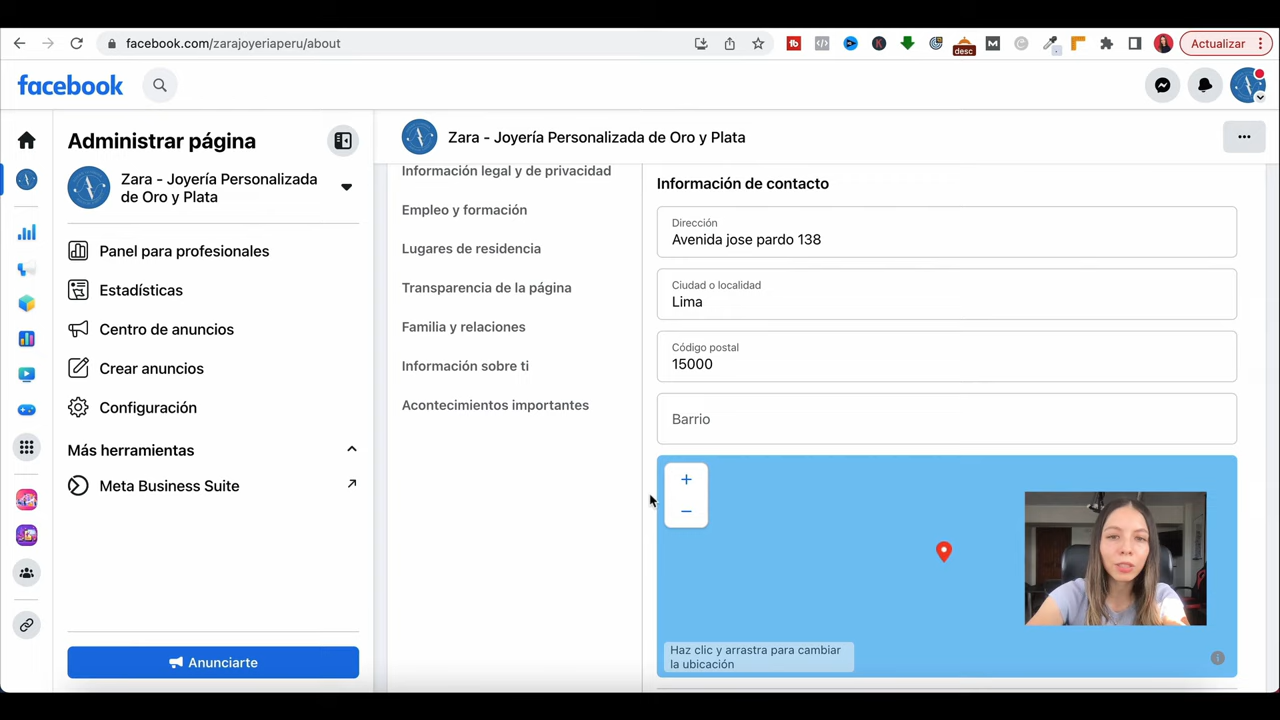 facebook.com/zarajoyeriaperu/about
desc
Actualizar
facebook
Administrar página
Zara - Joyería Personalizada
de Oro y Plata
Panel para profesionales
Estadísticas
Centro de anuncios
Crear anuncios
Configuración
Más herramientas
Meta Business Suite
Anunciarte
Zara - Joyería Personalizada de Oro y Plata
Información legal y de privacidad
Empleo y formación
Lugares de residencia
Transparencia de la página
Familia y relaciones
Información sobre ti
Acontecimientos importantes
Información de contacto
Dirección
Avenida jose pardo 138
Ciudad o localidad
Lima
Código postal
15000
Barrio
+
−
Haz clic y arrastra para cambiar
la ubicación